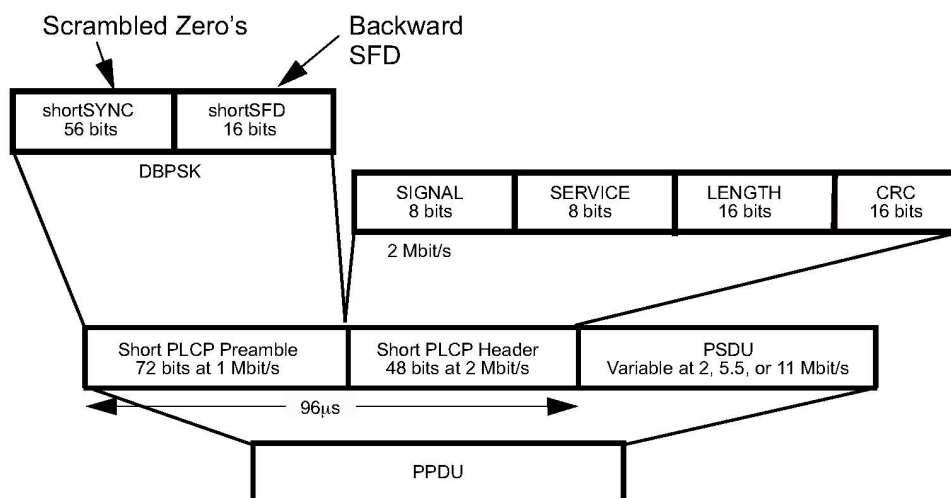 Scrambled Zero's
Backward
SFD
shortSYNC
56 bits
shortSFD
16 bits
DBPSK
SIGNAL
8 bits
SERVICE
8 bits
LENGTH
16 bits
CRC
16 bits
2 Mbit/s
Short PLCP Preamble
72 bits at 1 Mbit/s
Short PLCP Header
48 bits at 2 Mbit/s
PSDU
Variable at 2, 5.5, or 11 Mbit/s
96μs
PPDU